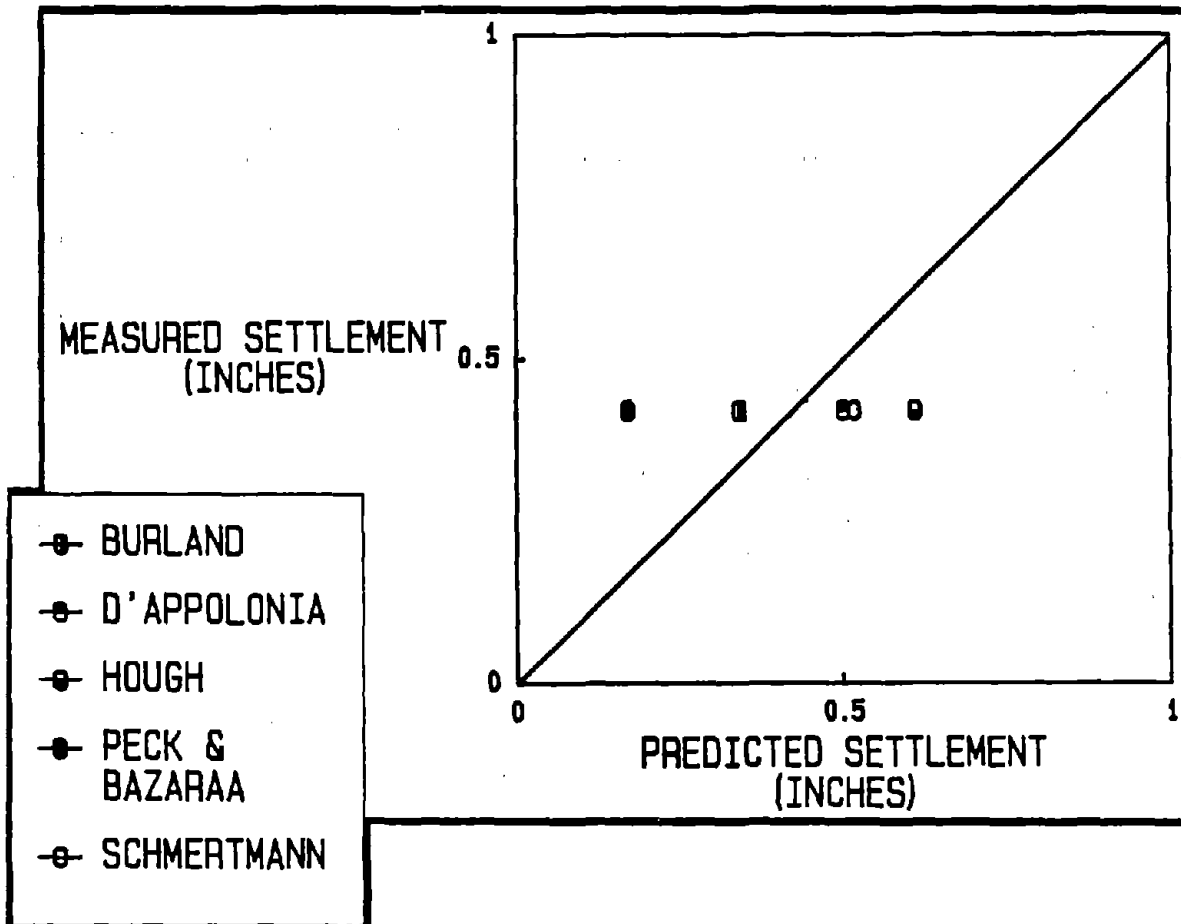 1
MEASURED SETTLEMENT
(INCHES)
0.5
0
0
0.5
1
PREDICTED SETTLEMENT
(INCHES)
BURLAND
D'APPOLONIA
HOUGH
PECK &
BAZARAA
SCHMERTMANN